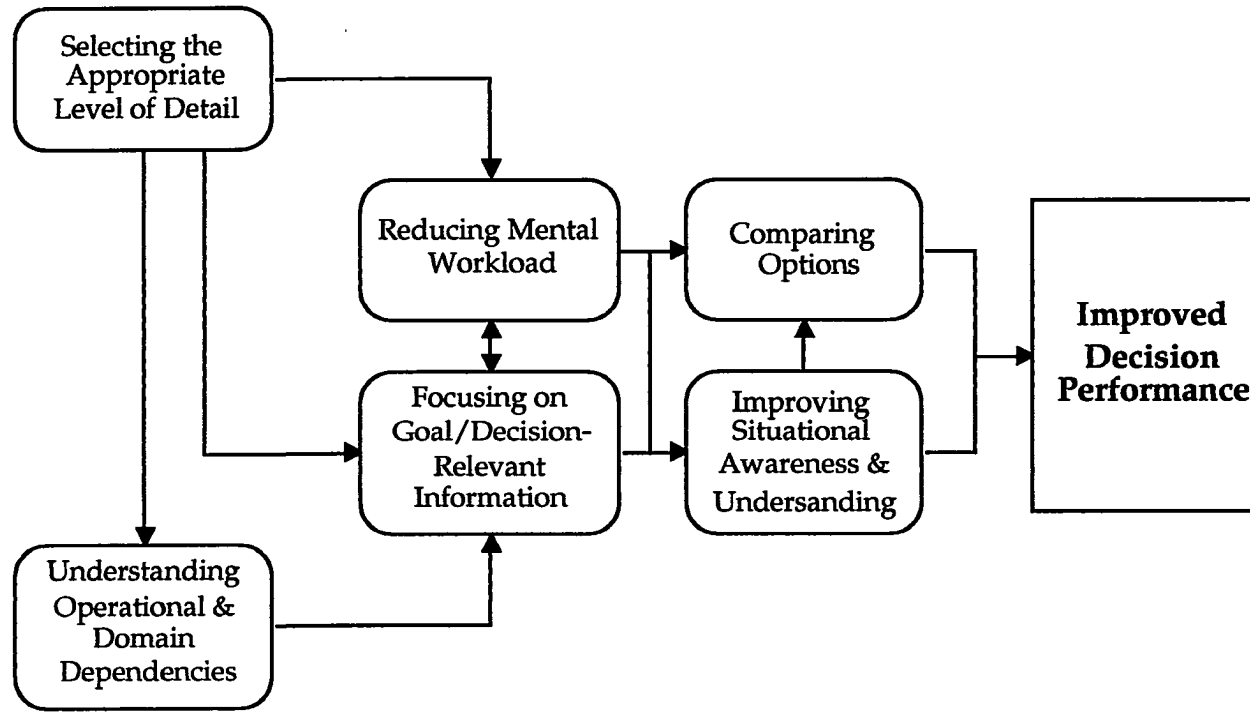 Selecting the
Appropriate
Level of Detail
Reducing Mental
Workload
Comparing
Options
Improved
Decision
Performance
Focusing on
Goal/Decision-
Relevant
Information
Improving
Situational
Awareness &
Undersanding
Understanding
Operational &
Domain
Dependencies